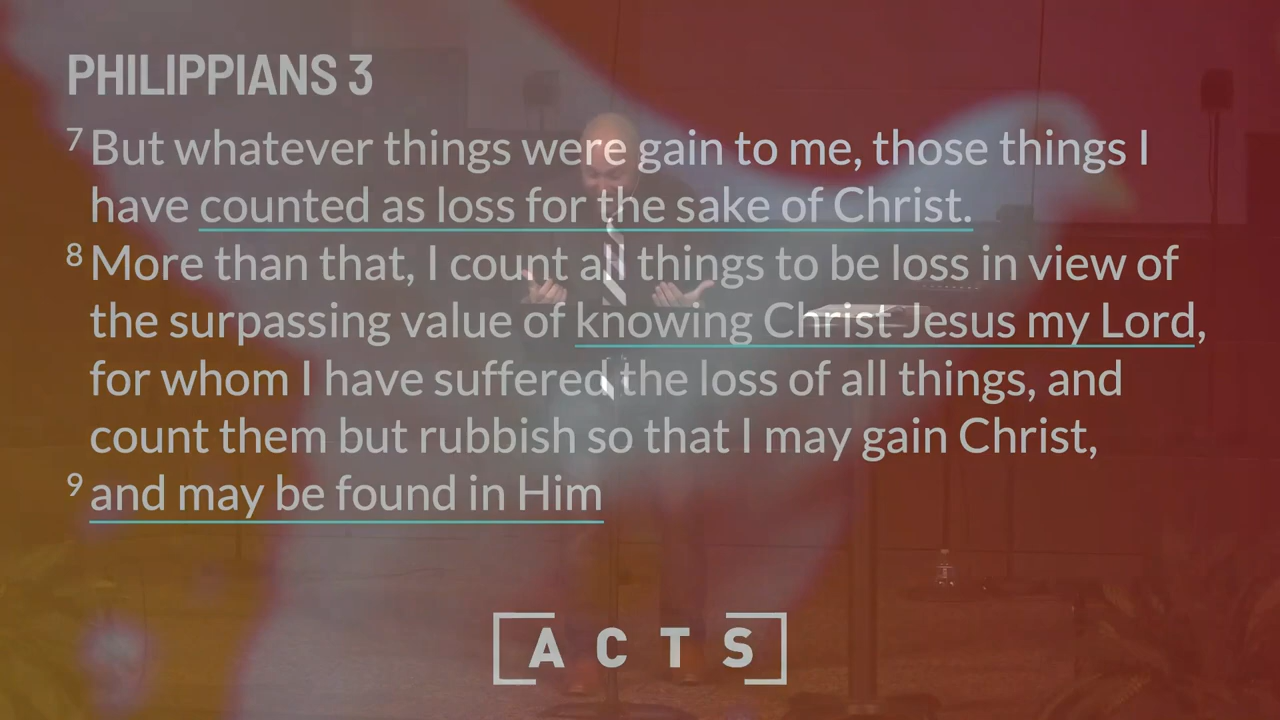 PHILIPPIANS 3
7 But whatever things were gain to me, those things I
have counted as loss for the sake of Christ.
8 More than that, I count all things to be loss in view of
the surpassing value of knowing Christ Jesus my Lord,
for whom I have suffered the loss of all things, and
count them but rubbish so that I may gain Christ,
9 and may be found in Him
ACTS